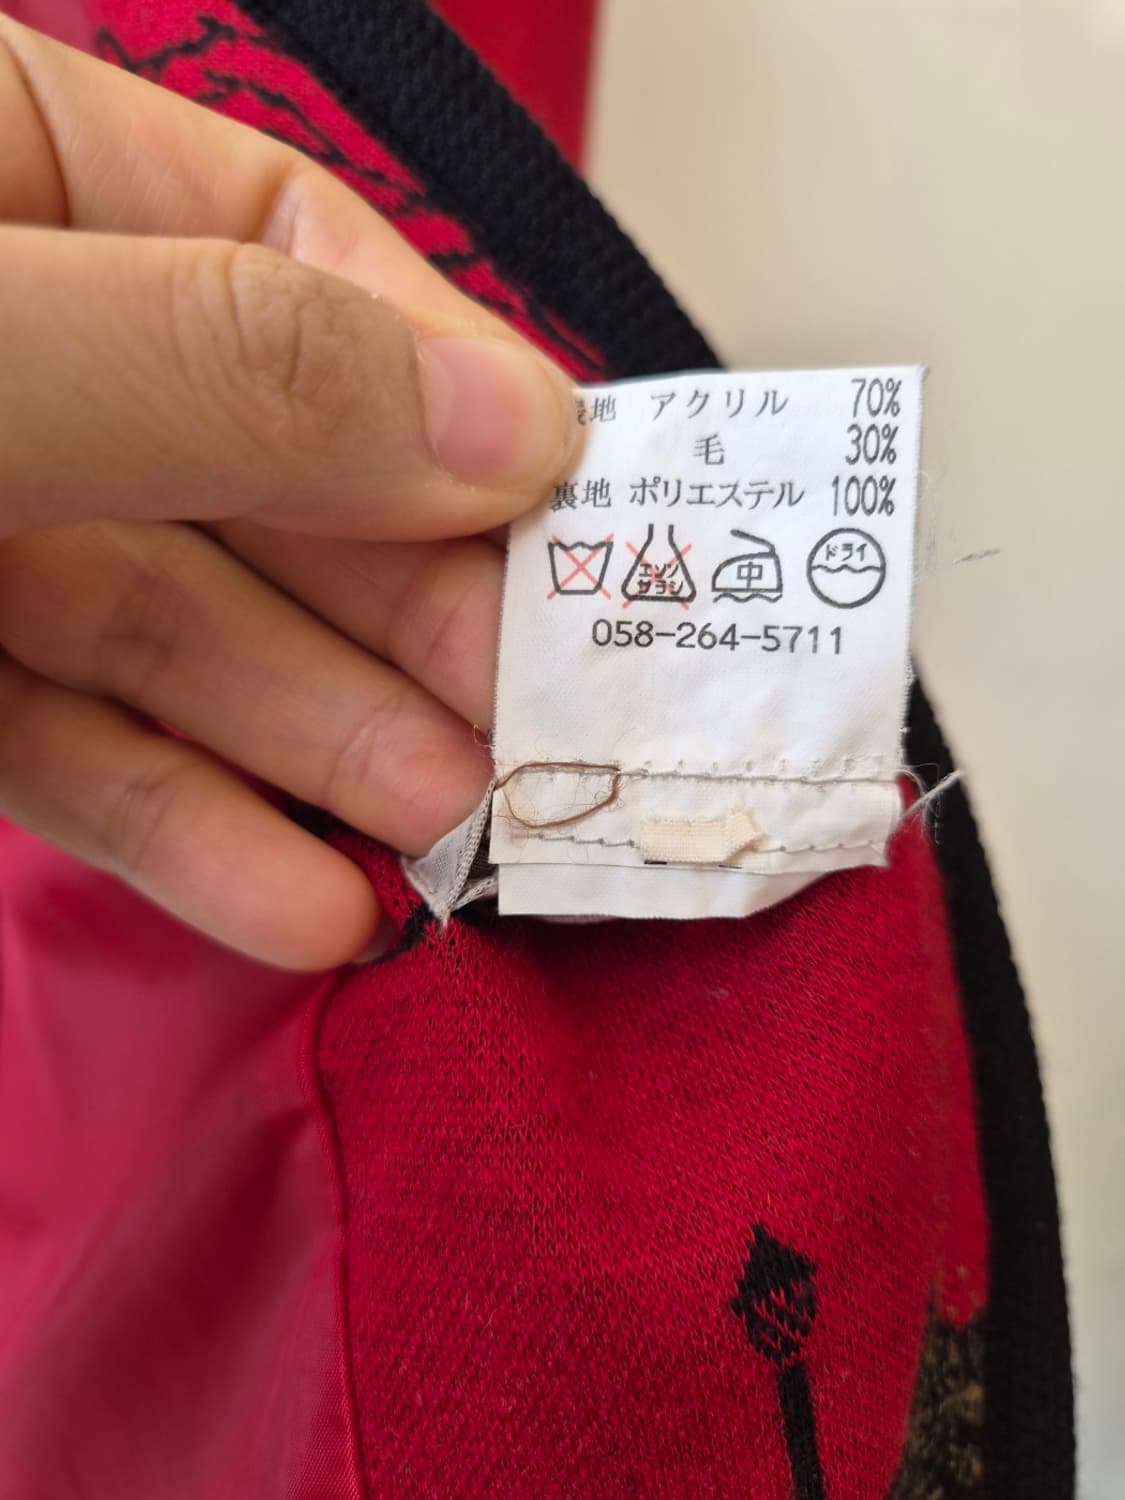 表地 アクリル 70%
毛 30%
裏地 ポリエステル 100%
エンソ
サラシ
中
ドライ
058-264-5711